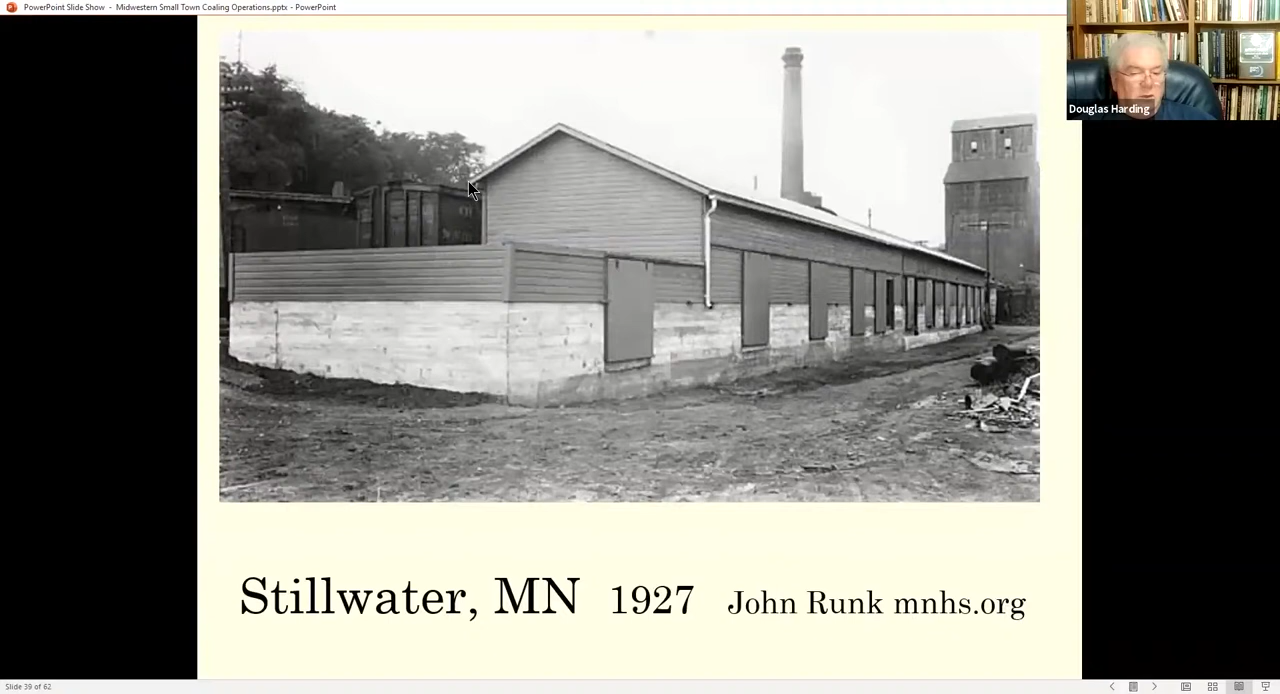 PowerPoint Slide Show - Midwestern Small Town Coaling Operations.pptx - PowerPoint
Douglas Harding
Stillwater, MN 1927 John Runk mnhs.org
Slide 39 of 62